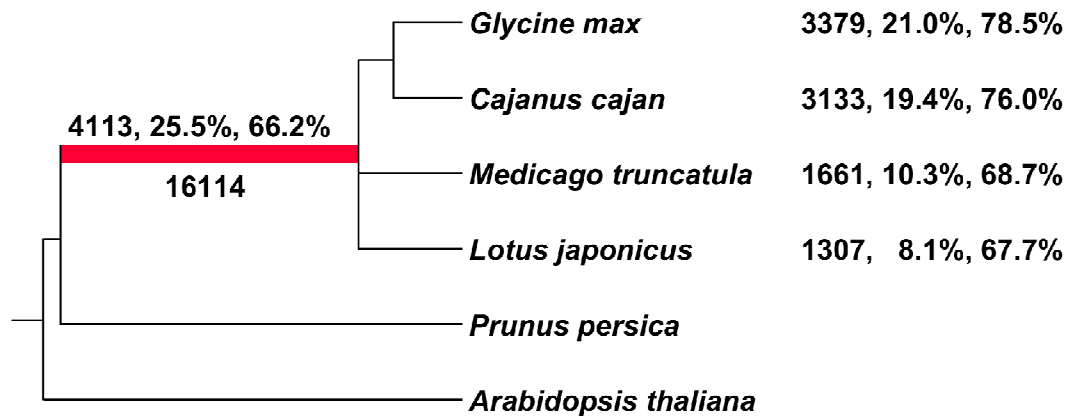 Glycine max 3379, 21.0%, 78.5%
Cajanus cajan 3133, 19.4%, 76.0%
4113, 25.5%, 66.2%
16114
Medicago truncatula 1661, 10.3%, 68.7%
Lotus japonicus 1307, 8.1%, 67.7%
Prunus persica
Arabidopsis thaliana